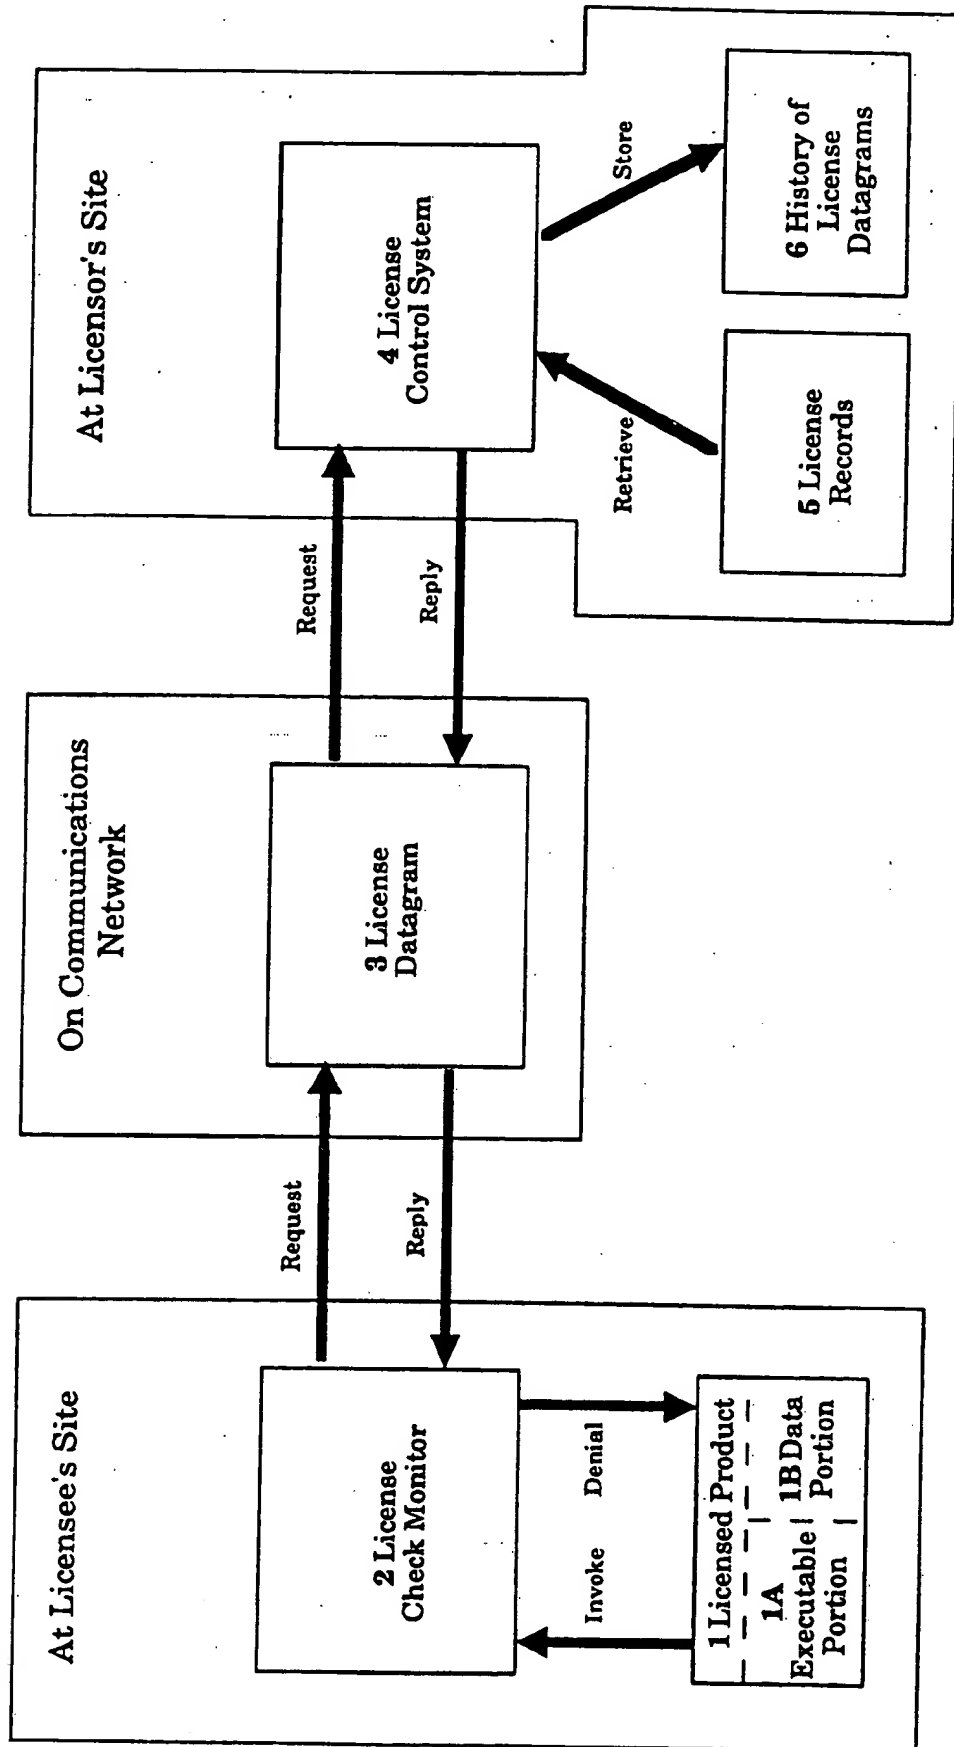 At Licensee's Site
2 License
Check Monitor
Invoke
Denial
1 Licensed Product
1A
Executable
Portion
1B Data
Portion
Request
Reply
On Communications
Network
3 License
Datagram
Request
Reply
At Licensor's Site
4 License
Control System
Retrieve
Store
5 License
Records
6 History of
License
Datagrams